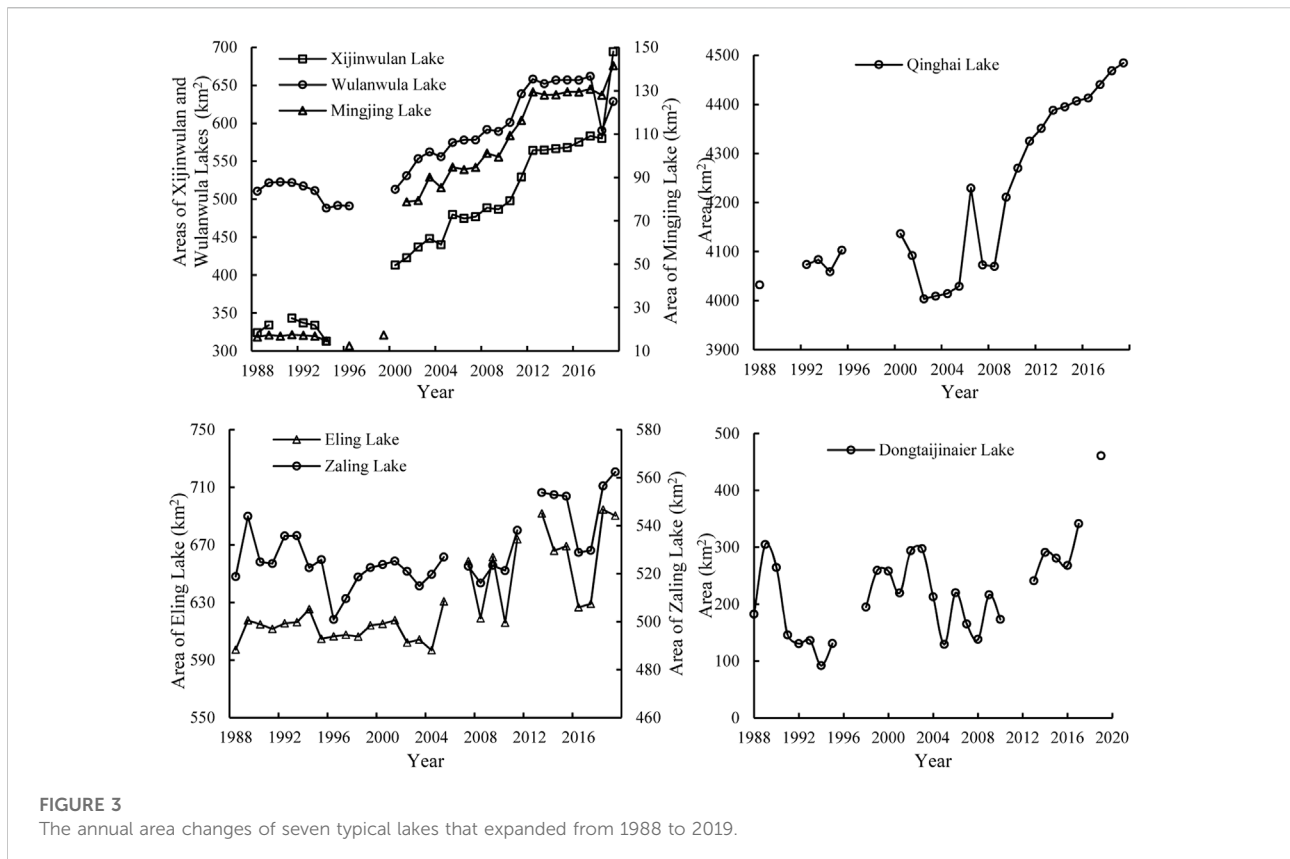 700
650
600
550
500
450
400
350
300
Areas of Xijinwulan and
Wulanwula Lakes (km²)
Xijinwulan Lake
Wulanwula Lake
Mingjing Lake
150
130
110
90
70
50
30
10
Area of Mingjing Lake (km²)
1988 1992 1996 2000 2004 2008 2012 2016
Year
4500
4400
4300
4200
4100
4000
3900
Area (km²)
Qinghai Lake
1988 1992 1996 2000 2004 2008 2012 2016
Year
750
710
670
630
590
550
Area of Eling Lake (km²)
Eling Lake
Zaling Lake
580
560
540
520
500
480
460
Area of Zaling Lake (km²)
1988 1992 1996 2000 2004 2008 2012 2016
Year
500
400
300
200
100
0
Area (km²)
Dongtaijinaier Lake
1988 1992 1996 2000 2004 2008 2012 2016 2020
Year
FIGURE 3
The annual area changes of seven typical lakes that expanded from 1988 to 2019.